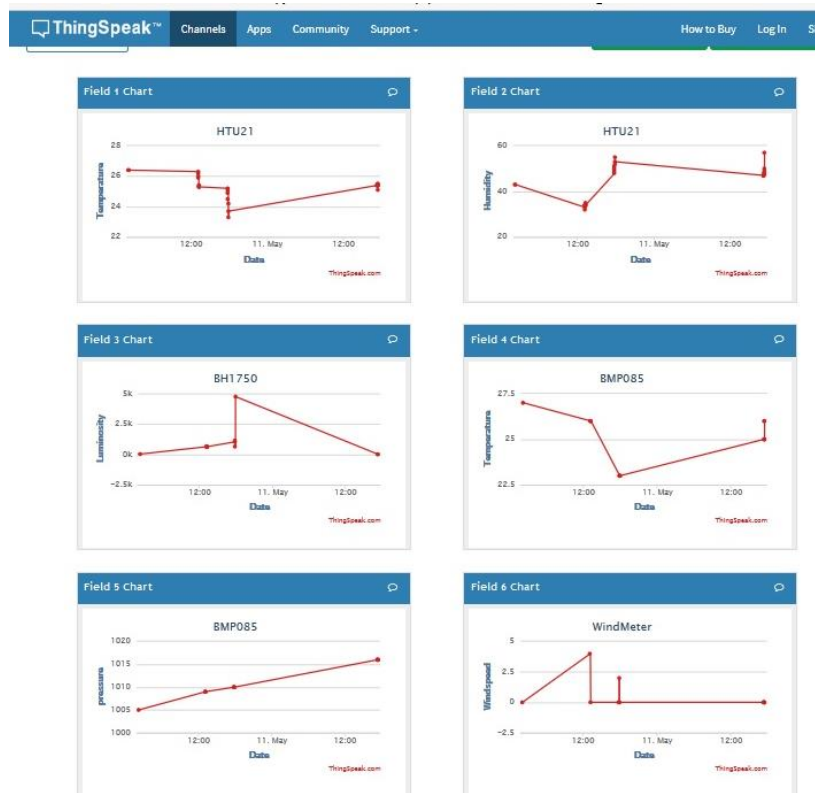 ThingSpeak™ Channels Apps Community Support How to Buy Log In
Field 1 Chart
HTU21
28
26
24
22
Temperature
12:00 11. May 12:00
Date
ThingSpeak.com
Field 2 Chart
HTU21
60
40
20
Humidity
12:00 11. May 12:00
Date
ThingSpeak.com
Field 3 Chart
BH1750
5k
2.5k
0k
-2.5k
Luminosity
12:00 11. May 12:00
Date
ThingSpeak.com
Field 4 Chart
BMP085
27.5
25
22.5
Temperature
12:00 11. May 12:00
Date
ThingSpeak.com
Field 5 Chart
BMP085
1020
1015
1010
1005
1000
pressure
12:00 11. May 12:00
Date
ThingSpeak.com
Field 6 Chart
WindMeter
5
2.5
0
-2.5
Windspeed
12:00 11. May 12:00
Date
ThingSpeak.com